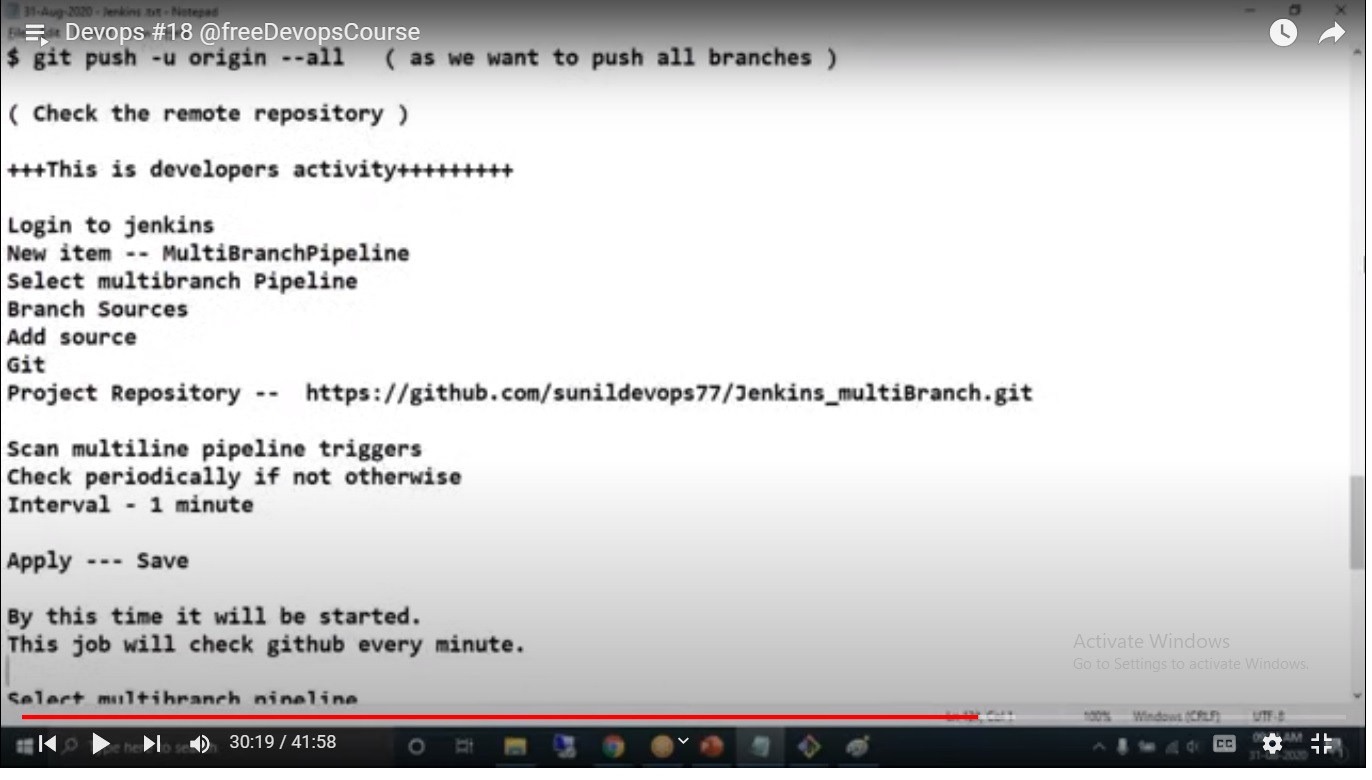 31-Aug-2020 - Jenkins .txt - Notepad
Devops #18 @freeDevopsCourse
$ git push -u origin --all   ( as we want to push all branches )
( Check the remote repository )
+++This is developers activity+++++++++
Login to jenkins
New item -- MultiBranchPipeline
Select multibranch Pipeline
Branch Sources
Add source
Git
Project Repository --  https://github.com/sunildevops77/Jenkins_multiBranch.git
Scan multiline pipeline triggers
Check periodically if not otherwise
Interval - 1 minute
Apply --- Save
By this time it will be started.
This job will check github every minute.
Activate Windows
Go to Settings to activate Windows.
Select multibranch pipeline
100% Windows (CRLF) UTF-8
30:19 / 41:58
CC
31-08-2020